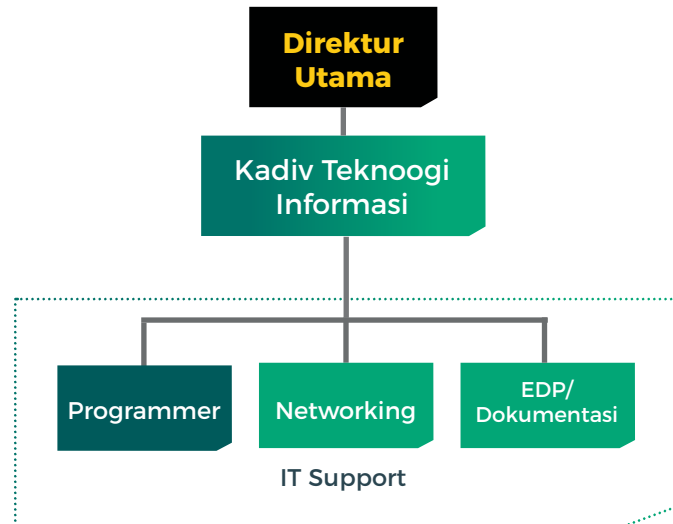 Direktur
Utama
Kadiv Teknoogi
Informasi
Programmer
Networking
EDP/
Dokumentasi
IT Support